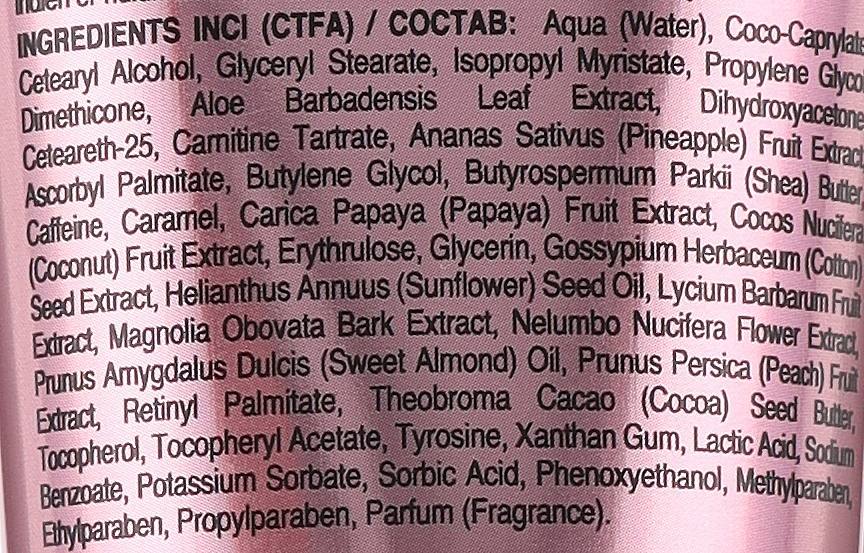 INGREDIENTS INCI (CTFA) / СОСТАВ: Aqua (Water), Coco-Caprylate
Cetearyl Alcohol, Glyceryl Stearate, Isopropyl Myristate, Propylene Glyco
Dimethicone, Aloe Barbadensis Leaf Extract, Dihydroxyacetone
Ceteareth-25, Carnitine Tartrate, Ananas Sativus (Pineapple) Fruit Extract
Ascorbyl Palmitate, Butylene Glycol, Butyrospermum Parkii (Shea) Butter
Caffeine, Caramel, Carica Papaya (Papaya) Fruit Extract, Cocos Nucifera
(Coconut) Fruit Extract, Erythrulose, Glycerin, Gossypium Herbaceum (Cotton)
Seed Extract, Helianthus Annuus (Sunflower) Seed Oil, Lycium Barbarum Fruit
Extract, Magnolia Obovata Bark Extract, Nelumbo Nucifera Flower Extract,
Prunus Amygdalus Dulcis (Sweet Almond) Oil, Prunus Persica (Peach) Fruit
Extract, Retinyl Palmitate, Theobroma Cacao (Cocoa) Seed Butter,
Tocopherol, Tocopheryl Acetate, Tyrosine, Xanthan Gum, Lactic Acid, Sodium
Benzoate, Potassium Sorbate, Sorbic Acid, Phenoxyethanol, Methylparaben,
Ethylparaben, Propylparaben, Parfum (Fragrance).